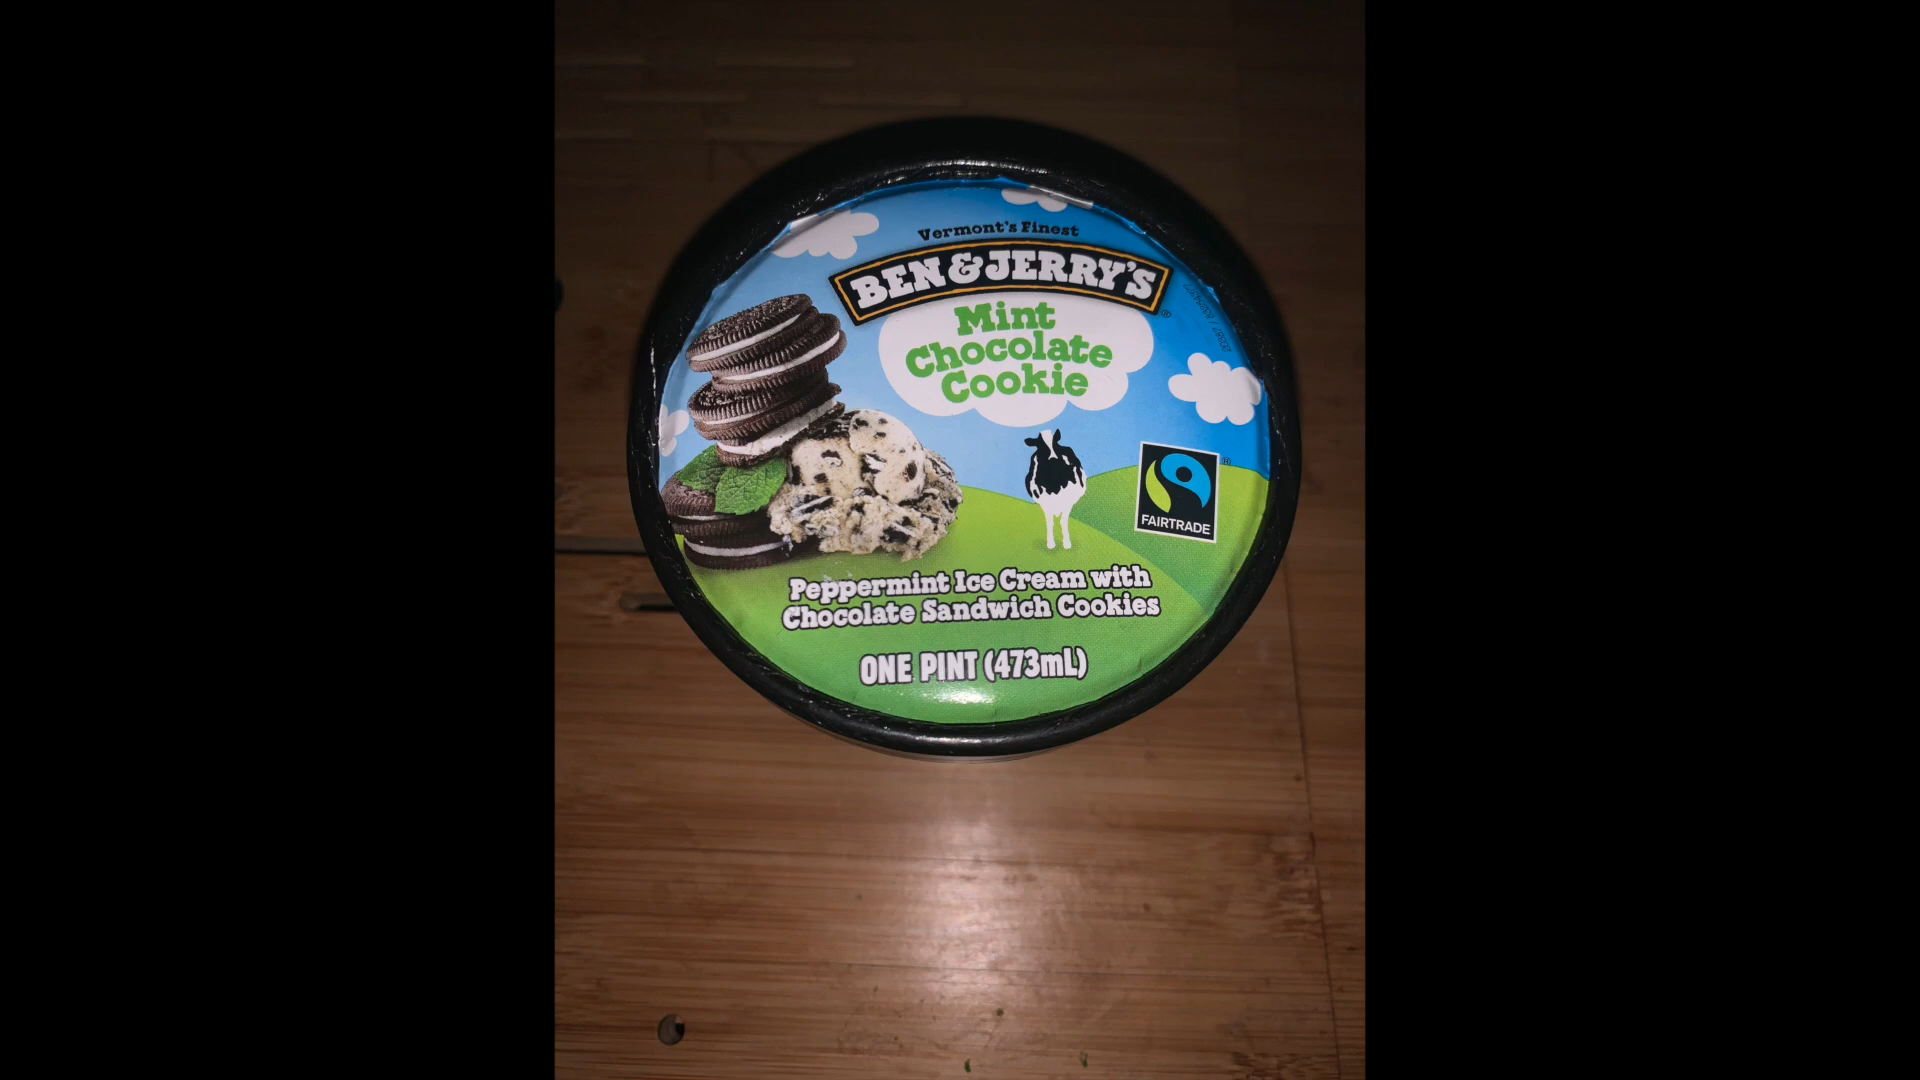 Vermont's Finest
BEN & JERRY'S
Mint
Chocolate
Cookie
FAIRTRADE
Peppermint Ice Cream with
Chocolate Sandwich Cookies
ONE PINT (473mL)